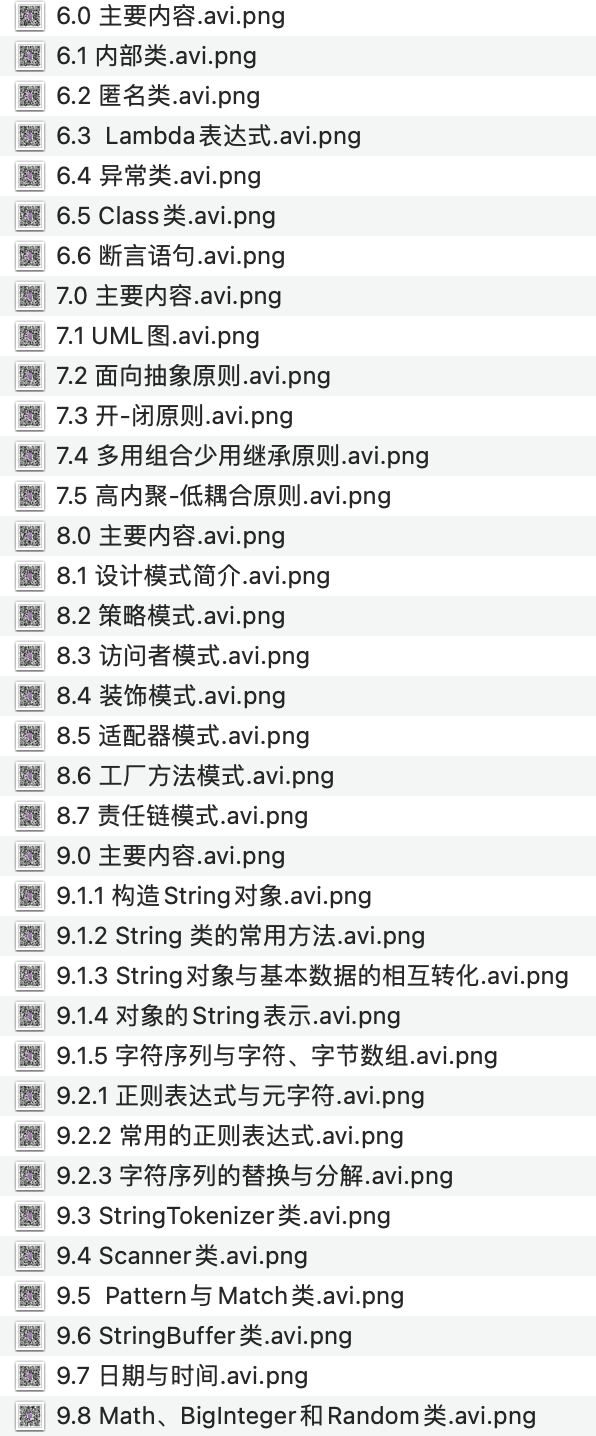 6.0 主要内容.avi.png
6.1 内部类.avi.png
6.2 匿名类.avi.png
6.3  Lambda表达式.avi.png
6.4 异常类.avi.png
6.5 Class类.avi.png
6.6 断言语句.avi.png
7.0 主要内容.avi.png
7.1 UML图.avi.png
7.2 面向抽象原则.avi.png
7.3 开-闭原则.avi.png
7.4 多用组合少用继承原则.avi.png
7.5 高内聚-低耦合原则.avi.png
8.0 主要内容.avi.png
8.1 设计模式简介.avi.png
8.2 策略模式.avi.png
8.3 访问者模式.avi.png
8.4 装饰模式.avi.png
8.5 适配器模式.avi.png
8.6 工厂方法模式.avi.png
8.7 责任链模式.avi.png
9.0 主要内容.avi.png
9.1.1 构造String对象.avi.png
9.1.2 String 类的常用方法.avi.png
9.1.3 String对象与基本数据的相互转化.avi.png
9.1.4 对象的String表示.avi.png
9.1.5 字符序列与字符、字节数组.avi.png
9.2.1 正则表达式与元字符.avi.png
9.2.2 常用的正则表达式.avi.png
9.2.3 字符序列的替换与分解.avi.png
9.3 StringTokenizer类.avi.png
9.4 Scanner类.avi.png
9.5  Pattern与Match类.avi.png
9.6 StringBuffer类.avi.png
9.7 日期与时间.avi.png
9.8 Math、BigInteger和Random类.avi.png